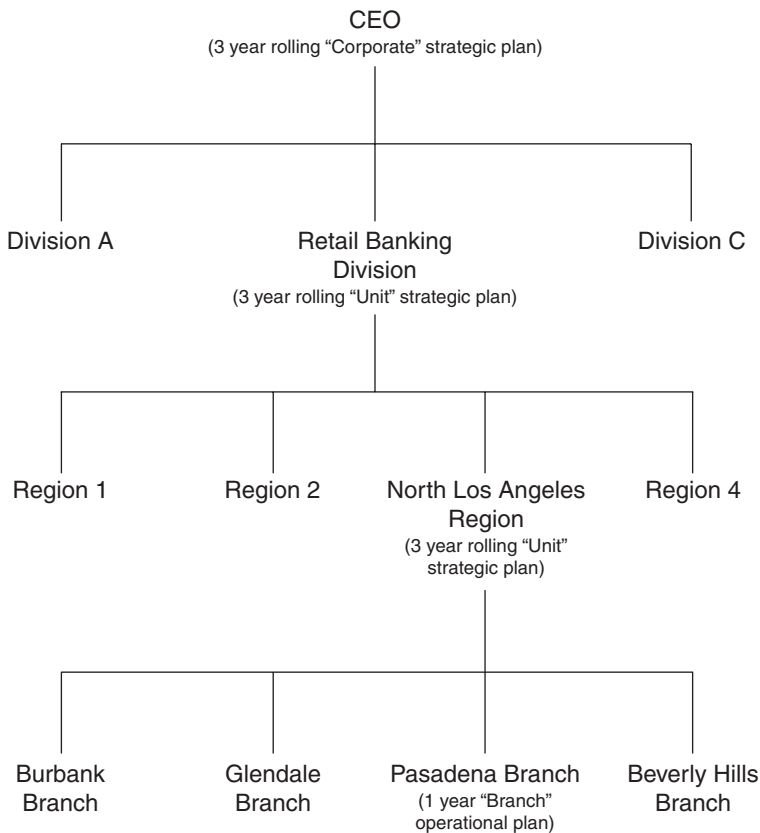 CEO
(3 year rolling “Corporate” strategic plan)
Division A
Retail Banking
Division
(3 year rolling “Unit” strategic plan)
Division C
Region 1
Region 2
North Los Angeles
Region
(3 year rolling “Unit”
strategic plan)
Region 4
Burbank
Branch
Glendale
Branch
Pasadena Branch
(1 year “Branch”
operational plan)
Beverly Hills
Branch